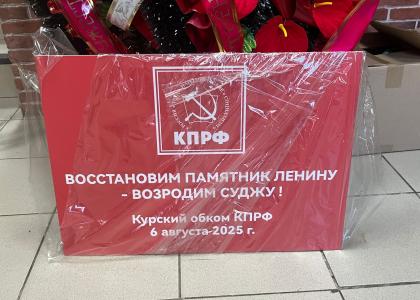 КПРФ
ВОССТАНОВИМ ПАМЯТНИК ЛЕНИНУ
- ВОЗРОДИМ СУДЖУ !
Курский обком КПРФ
6 августа 2025 г.